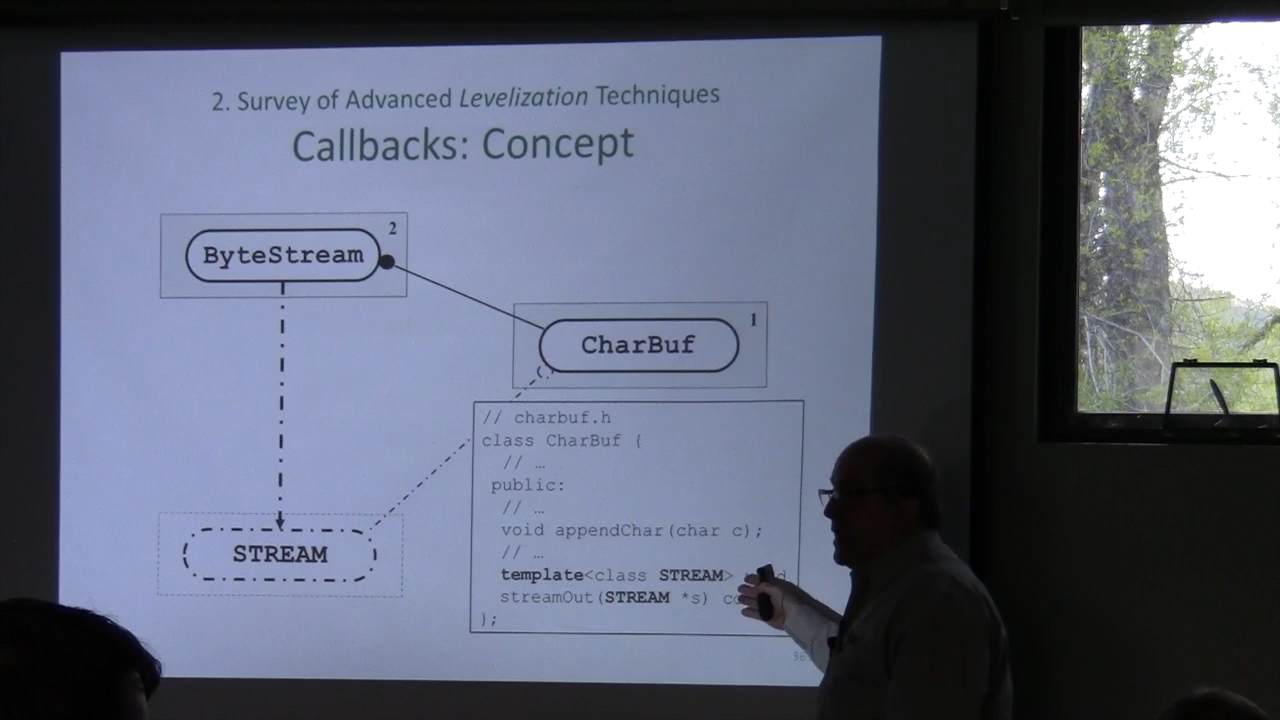 2. Survey of Advanced Levelization Techniques
Callbacks: Concept
2
ByteStream
1
CharBuf
// charbuf.h
class CharBuf {
// …
public:
// …
void appendChar(char c);
// …
template<class STREAM>
streamOut(STREAM *s)
};
STREAM